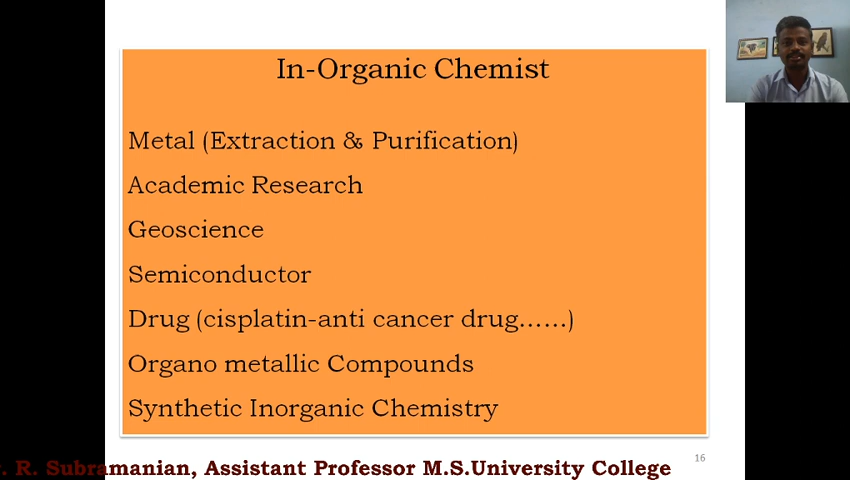 In-Organic Chemist
Metal (Extraction & Purification)
Academic Research
Geoscience
Semiconductor
Drug (cisplatin-anti cancer drug……)
Organo metallic Compounds
Synthetic Inorganic Chemistry
16
. R. Subramanian, Assistant Professor M.S.University College